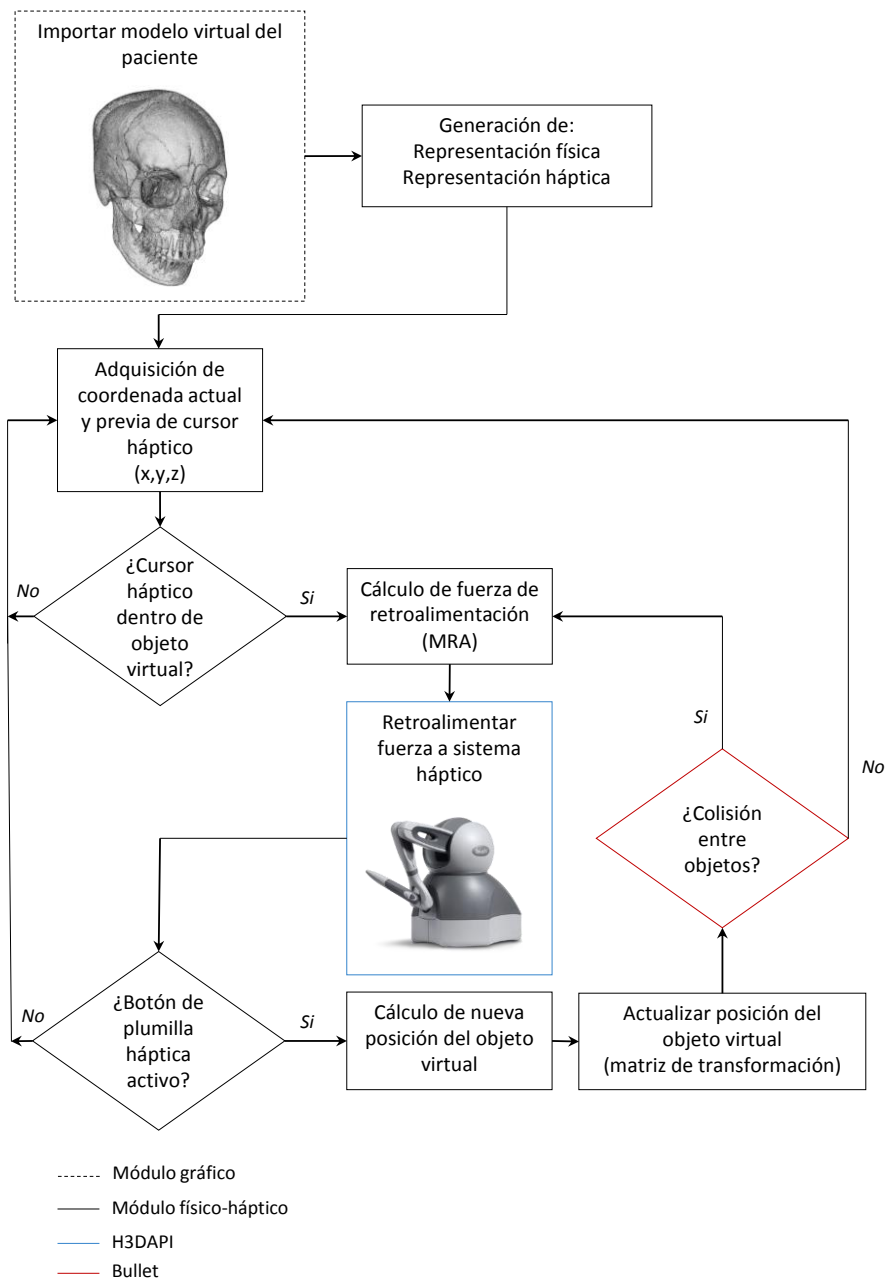 Importar modelo virtual del
paciente
Generación de:
Representación física
Representación háptica
Adquisición de
coordenada actual
y previa de cursor
háptico
(x,y,z)
¿Cursor
háptico
dentro de
objeto
virtual?
No
Si
Cálculo de fuerza de
retroalimentación
(MRA)
Retroalimentar
fuerza a sistema
háptico
Si
No
¿Colisión
entre
objetos?
¿Botón de
plumilla
háptica
activo?
No
Si
Cálculo de nueva
posición del objeto
virtual
Actualizar posición del
objeto virtual
(matriz de transformación)
Módulo gráfico
Módulo físico-háptico
H3DAPI
Bullet